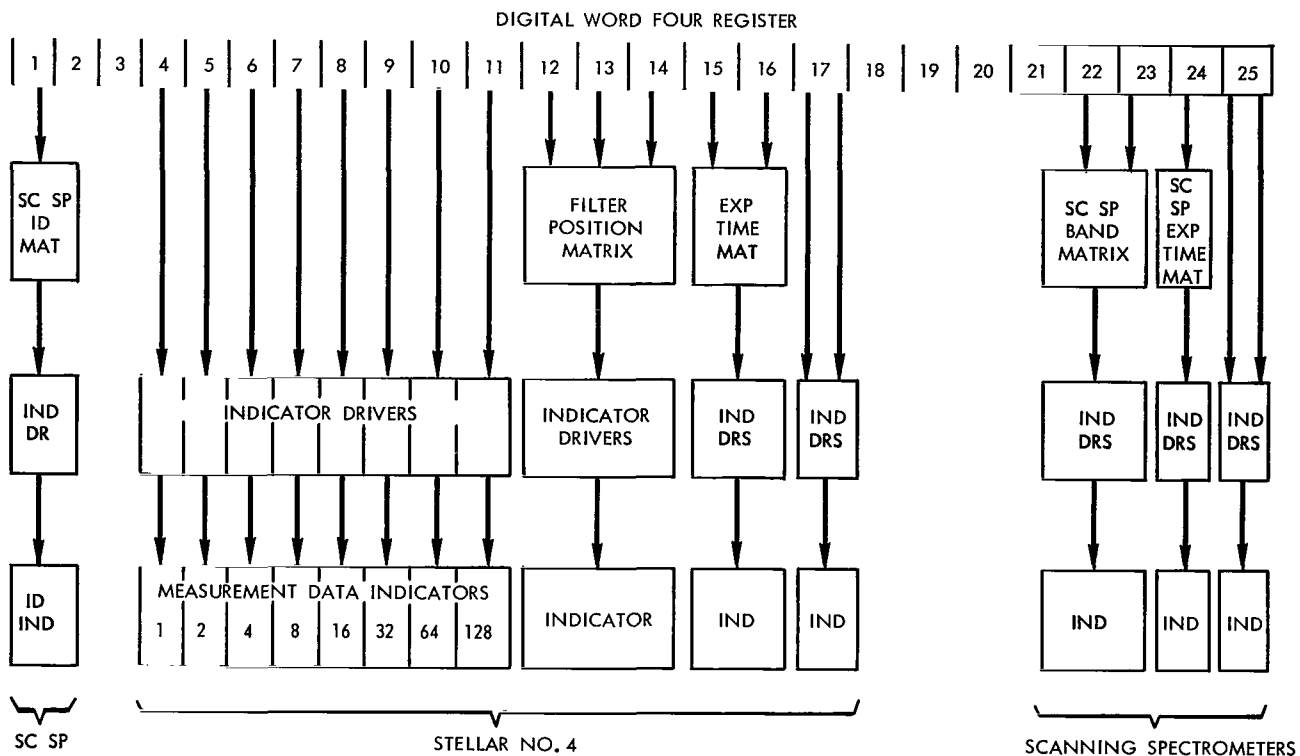 DIGITAL WORD FOUR REGISTER
1 2 3 4 5 6 7 8 9 10 11 12 13 14 15 16 17 18 19 20 21 22 23 24 25
SC SP
ID
MAT
FILTER
POSITION
MATRIX
EXP
TIME
MAT
SC SP
BAND
MATRIX
SC
SP
EXP
TIME
MAT
IND
DR
INDICATOR DRIVERS
INDICATOR
DRIVERS
IND
DRS
IND
DRS
IND
DRS
IND
DRS
IND
DRS
ID
IND
MEASUREMENT DATA INDICATORS
1 2 4 8 16 32 64 128
INDICATOR
IND
IND
IND
IND
IND
SC SP
STELLAR NO. 4
SCANNING SPECTROMETERS